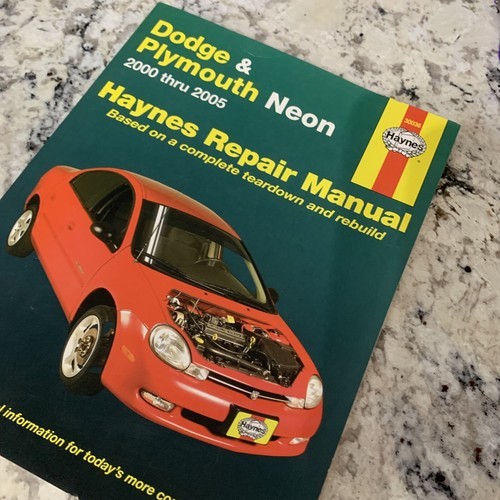 Dodge &
Plymouth Neon
2000 thru 2005
Haynes Repair Manual
Based on a complete teardown and rebuild
30036
Haynes
Haynes
information for today's more